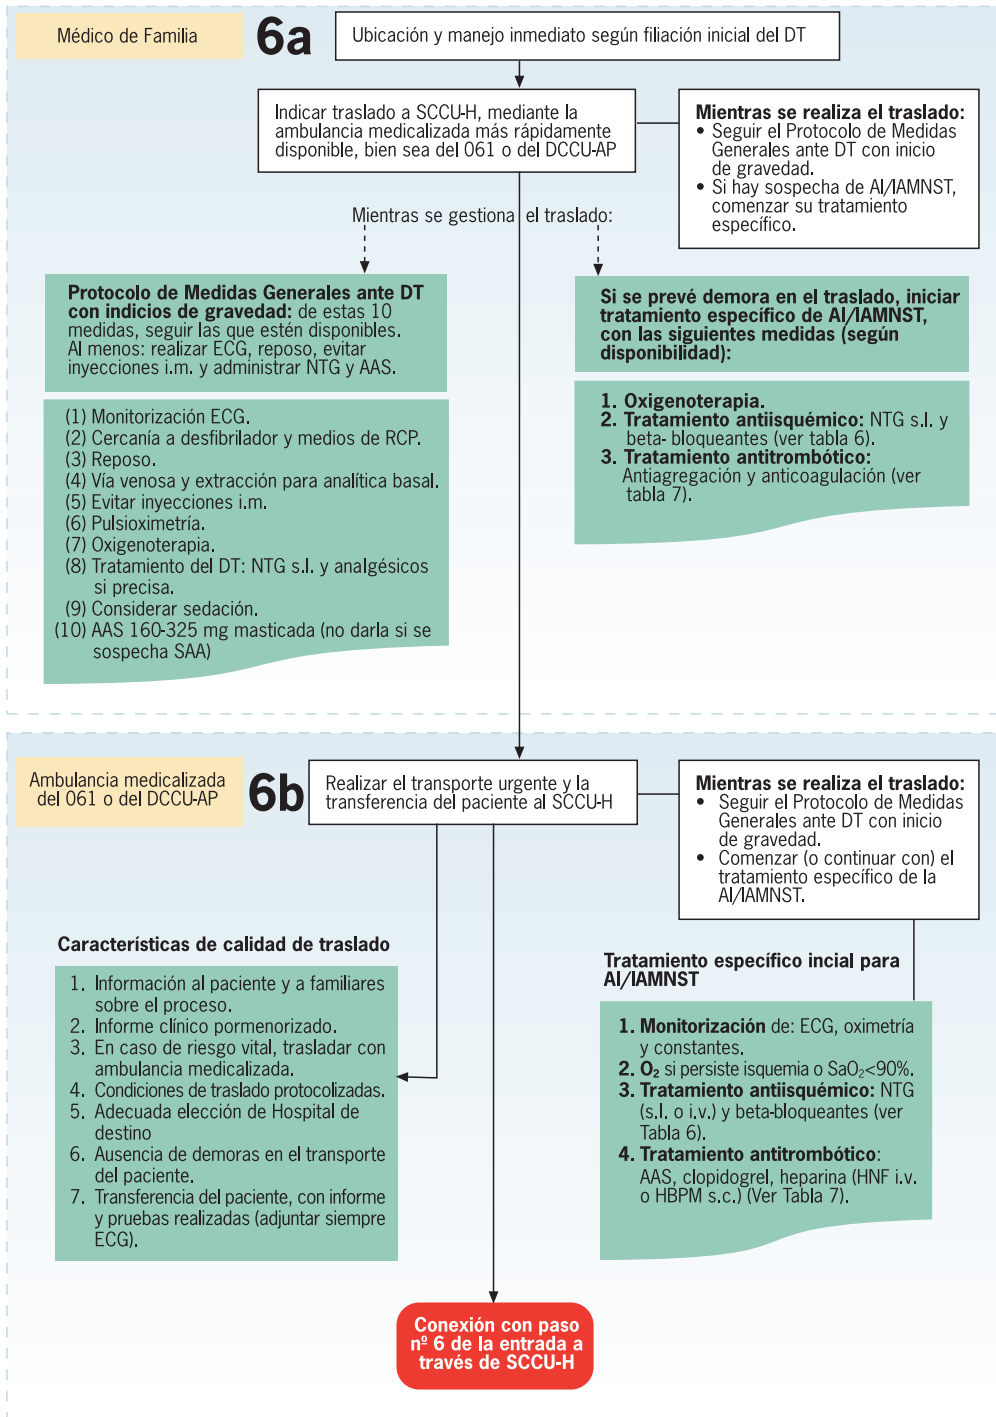 Médico de Familia
6a
Ubicación y manejo inmediato según filiación inicial del DT
Indicar traslado a SCCU-H, mediante la
ambulancia medicalizada más rápidamente
disponible, bien sea del 061 o del DCCU-AP
Mientras se realiza el traslado:
• Seguir el Protocolo de Medidas
Generales ante DT con inicio
de gravedad.
• Si hay sospecha de AI/IAMNST,
comenzar su tratamiento
específico.
Mientras se gestiona el traslado:
Protocolo de Medidas Generales ante DT
con indicios de gravedad: de estas 10
medidas, seguir las que estén disponibles.
Al menos: realizar ECG, reposo, evitar
inyecciones i.m. y administrar NTG y AAS.
(1) Monitorización ECG.
(2) Cercanía a desfibrilador y medios de RCP.
(3) Reposo.
(4) Vía venosa y extracción para analítica basal.
(5) Evitar inyecciones i.m.
(6) Pulsioximetría.
(7) Oxigenoterapia.
(8) Tratamiento del DT: NTG s.l. y analgésicos
si precisa.
(9) Considerar sedación.
(10) AAS 160-325 mg masticada (no darla si se
sospecha SAA)
Si se prevé demora en el traslado, iniciar
tratamiento específico de AI/IAMNST,
con las siguientes medidas (según
disponibilidad):
1. Oxigenoterapia.
2. Tratamiento antiisquémico: NTG s.l. y
beta- bloqueantes (ver tabla 6).
3. Tratamiento antitrombótico:
Antiagregación y anticoagulación (ver
tabla 7).
Ambulancia medicalizada
del 061 o del DCCU-AP
6b
Realizar el transporte urgente y la
transferencia del paciente al SCCU-H
Mientras se realiza el traslado:
• Seguir el Protocolo de Medidas
Generales ante DT con inicio
de gravedad.
• Comenzar (o continuar con) el
tratamiento específico de la
AI/IAMNST.
Características de calidad de traslado
1. Información al paciente y a familiares
sobre el proceso.
2. Informe clínico pormenorizado.
3. En caso de riesgo vital, trasladar con
ambulancia medicalizada.
4. Condiciones de traslado protocolizadas.
5. Adecuada elección de Hospital de
destino
6. Ausencia de demoras en el transporte
del paciente.
7. Transferencia del paciente, con informe
y pruebas realizadas (adjuntar siempre
ECG).
Tratamiento específico incial para
AI/IAMNST
1. Monitorización de: ECG, oximetría
y constantes.
2. O₂ si persiste isquemia o SaO₂<90%.
3. Tratamiento antiisquémico: NTG
(s.l. o i.v.) y beta-bloqueantes (ver
Tabla 6).
4. Tratamiento antitrombótico:
AAS, clopidogrel, heparina (HNF i.v.
o HBPM s.c.) (Ver Tabla 7).
Conexión con paso
nº 6 de la entrada a
través de SCCU-H